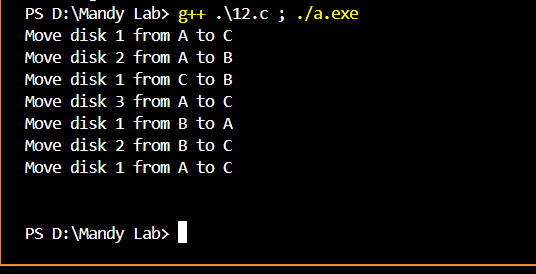 PS D:\Mandy Lab> g++ .\12.c ; ./a.exe
Move disk 1 from A to C
Move disk 2 from A to B
Move disk 1 from C to B
Move disk 3 from A to C
Move disk 1 from B to A
Move disk 2 from B to C
Move disk 1 from A to C
PS D:\Mandy Lab>